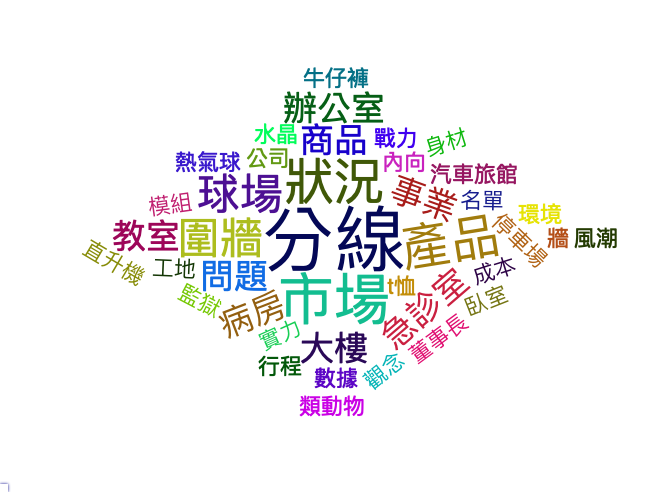 牛仔褲
辦公室
水晶
商品
戰力
身材
熱氣球
公司
狀況
內向
汽車旅館
模組
球場
事業
名單
環境
教室
圍牆
分線
產品
停車場
牆
風潮
直升機
工地
問題
市場
t恤
急診室
成本
臥室
監獄
病房
實力
大樓
董事長
行程
數據
觀念
類動物